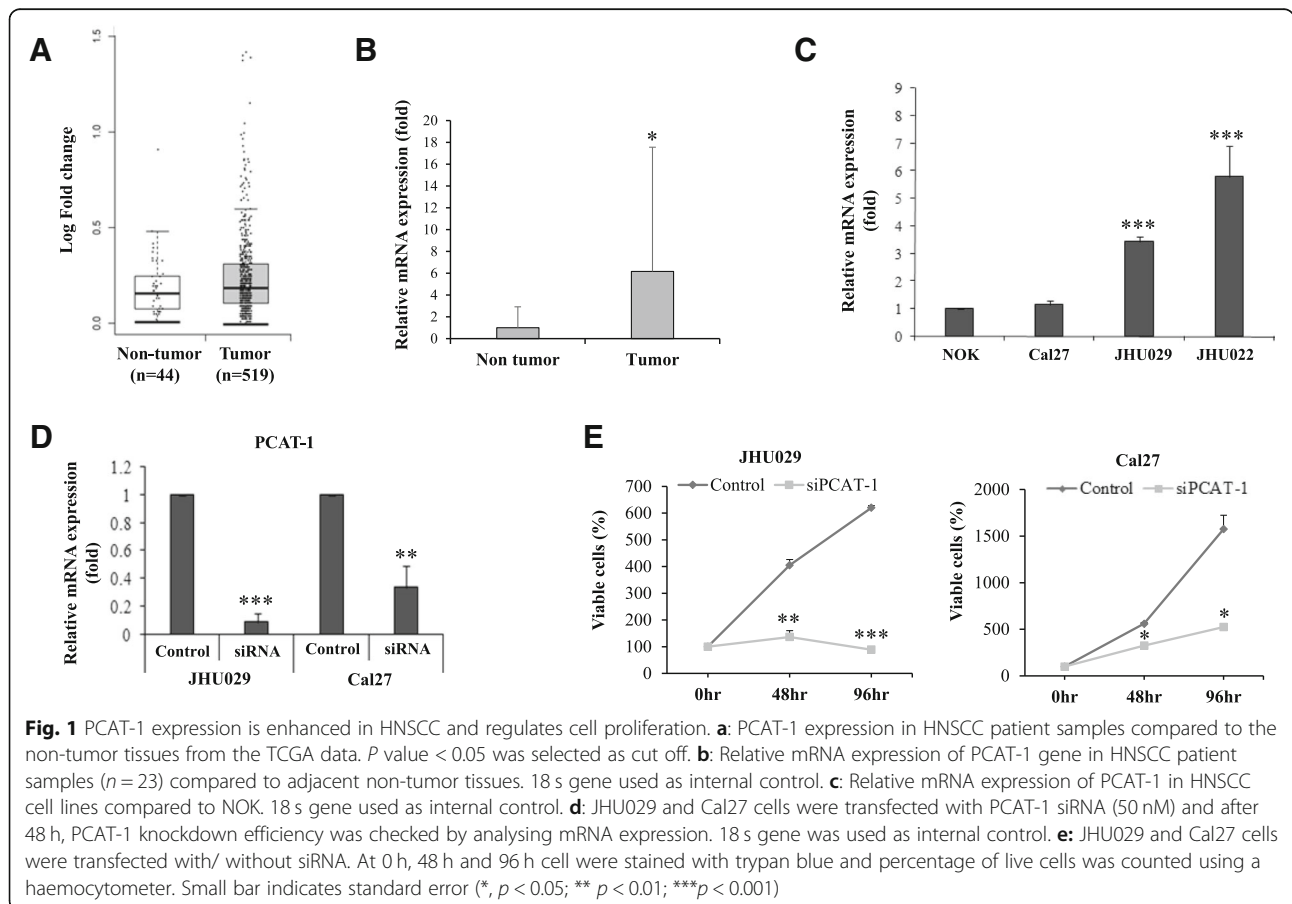 A
1.5
1.0
0.5
0.0
Log Fold change
Non-tumor
(n=44)
Tumor
(n=519)
B
Relative mRNA expression (fold)
20
18
16
14
12
10
8
6
4
2
0
*
Non tumor
Tumor
C
Relative mRNA expression
(fold)
9
8
7
6
5
4
3
2
1
0
***
***
NOK
Cal27
JHU029
JHU022
D
PCAT-1
Relative mRNA expression
(fold)
1.2
1
0.8
0.6
0.4
0.2
0
***
**
Control
siRNA
Control
siRNA
JHU029
Cal27
E
JHU029
Control
siPCAT-1
Viable cells (%)
700
600
500
400
300
200
100
0
**
***
0hr
48hr
96hr
Cal27
Control
siPCAT-1
Viable cells (%)
2000
1500
1000
500
0
*
*
0hr
48hr
96hr
Fig. 1 PCAT-1 expression is enhanced in HNSCC and regulates cell proliferation. a: PCAT-1 expression in HNSCC patient samples compared to the
non-tumor tissues from the TCGA data. P value < 0.05 was selected as cut off. b: Relative mRNA expression of PCAT-1 gene in HNSCC patient
samples (n = 23) compared to adjacent non-tumor tissues. 18 s gene used as internal control. c: Relative mRNA expression of PCAT-1 in HNSCC
cell lines compared to NOK. 18 s gene used as internal control. d: JHU029 and Cal27 cells were transfected with PCAT-1 siRNA (50 nM) and after
48 h, PCAT-1 knockdown efficiency was checked by analysing mRNA expression. 18 s gene was used as internal control. e: JHU029 and Cal27 cells
were transfected with/ without siRNA. At 0 h, 48 h and 96 h cell were stained with trypan blue and percentage of live cells was counted using a
haemocytometer. Small bar indicates standard error (*, p < 0.05; ** p < 0.01; ***p < 0.001)